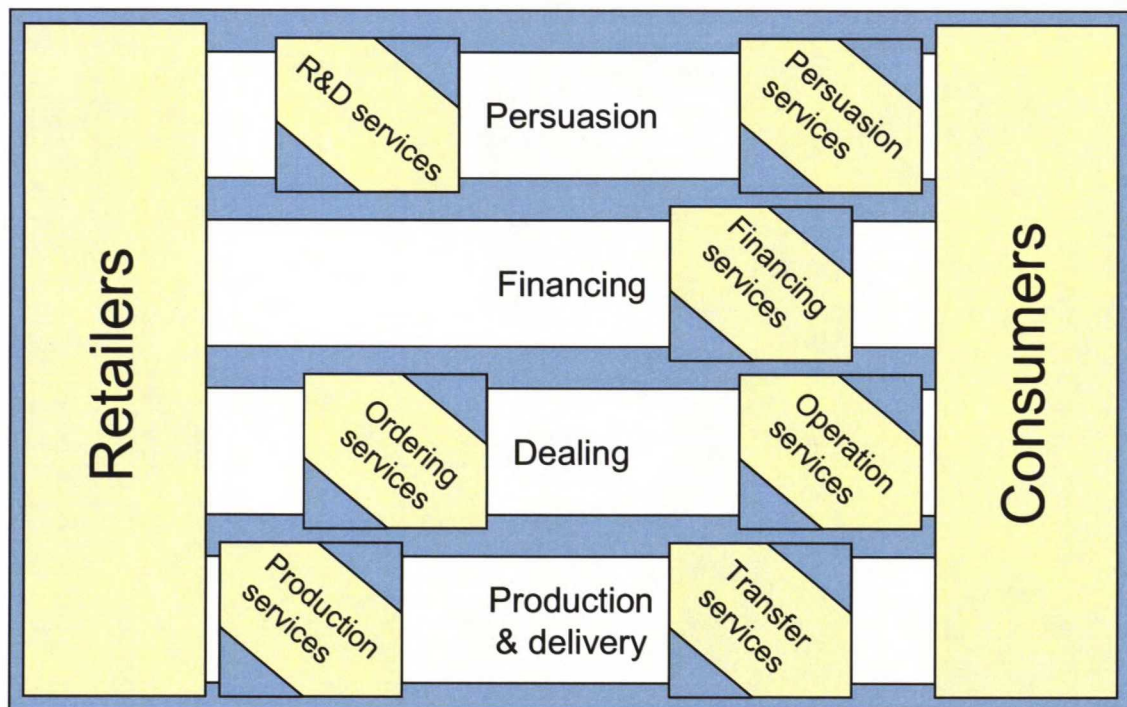 Retailers
R&D services
Persuasion
Persuasion
services
Financing
Financing
services
Ordering
services
Dealing
Operation
services
Production
services
Production
& delivery
Transfer
services
Consumers